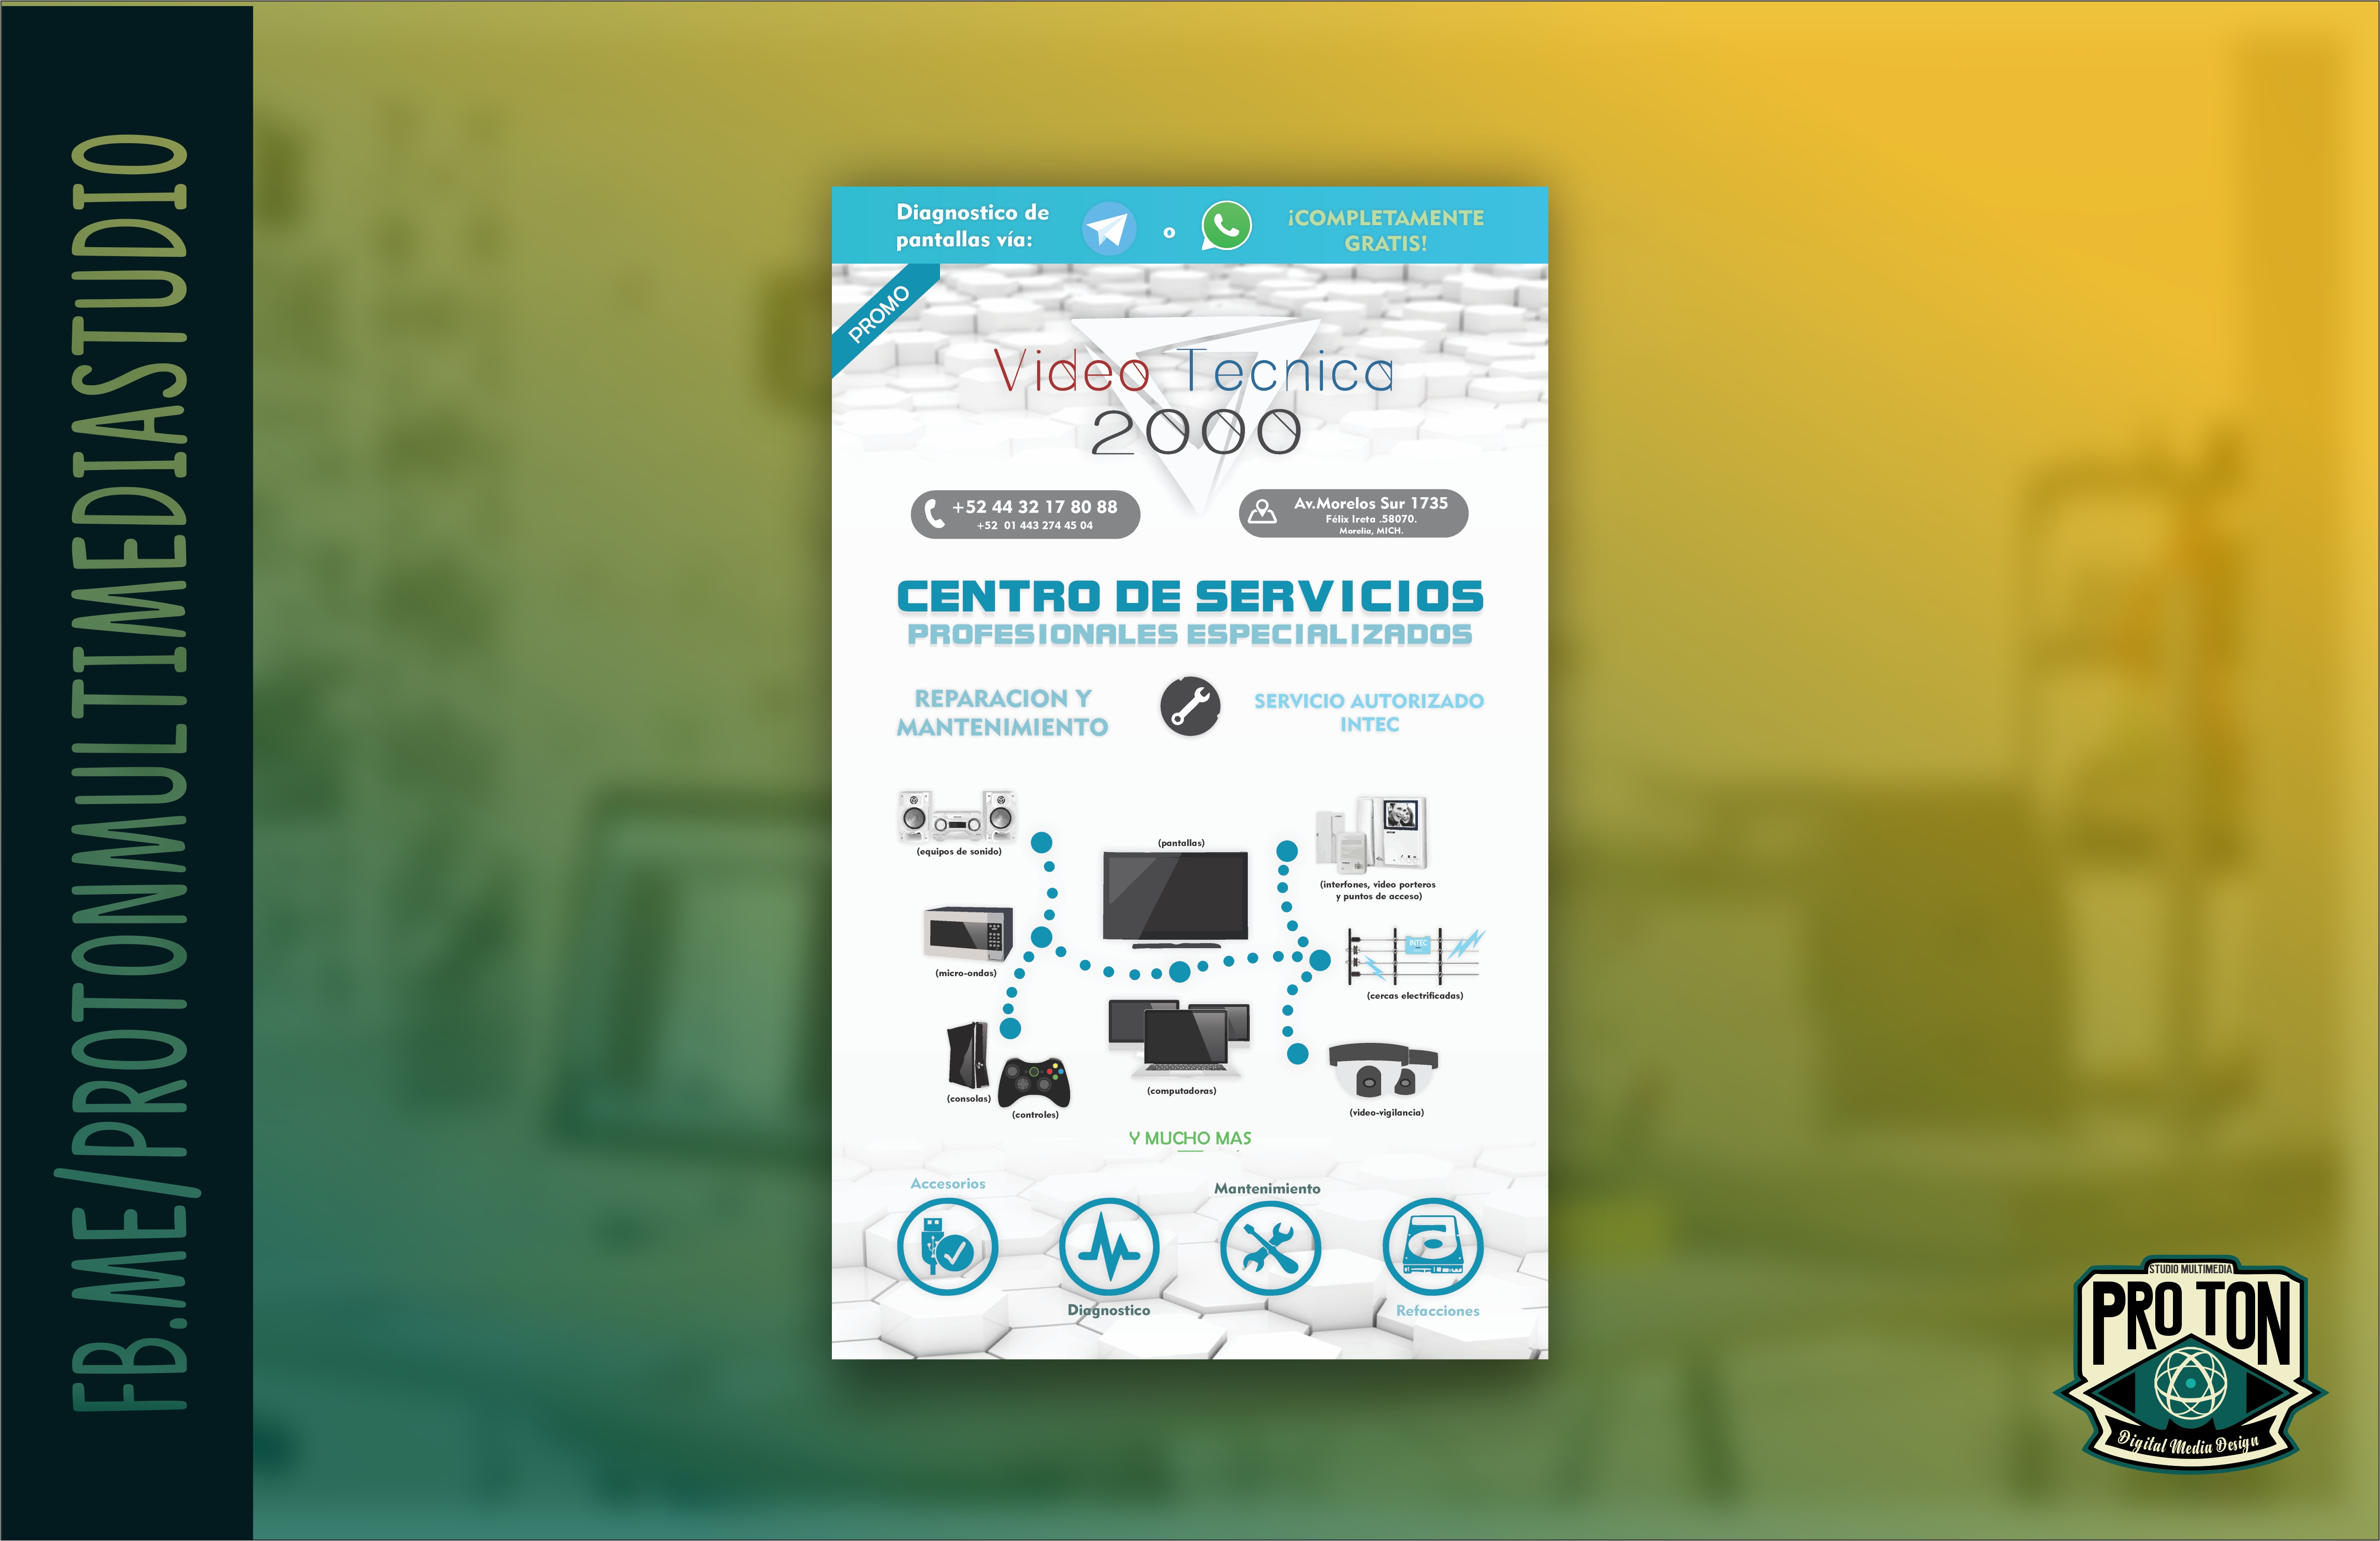 FB.ME/PROTONMULTIMEDIASTUDIO
Diagnostico de
pantallas vía:
o
¡COMPLETAMENTE
GRATIS!
PROMO
Video Tecnica
2000
+52 44 32 17 80 88
+52 01 443 274 45 04
Av.Morelos Sur 1735
Félix Ireta .58070.
Morelia, MICH.
CENTRO DE SERVICIOS
PROFESIONALES ESPECIALIZADOS
REPARACION Y
MANTENIMIENTO
SERVICIO AUTORIZADO
INTEC
(equipos de sonido)
(pantallas)
(interfones, video porteros
y puntos de acceso)
(micro-ondas)
INTEC
(cercas electrificadas)
(consolas)
(controles)
(computadoras)
(video-vigilancia)
Y MUCHO MAS
Accesorios
Diagnostico
Mantenimiento
Refacciones
STUDIO MULTIMEDIA
PROTON
Digital Media Design